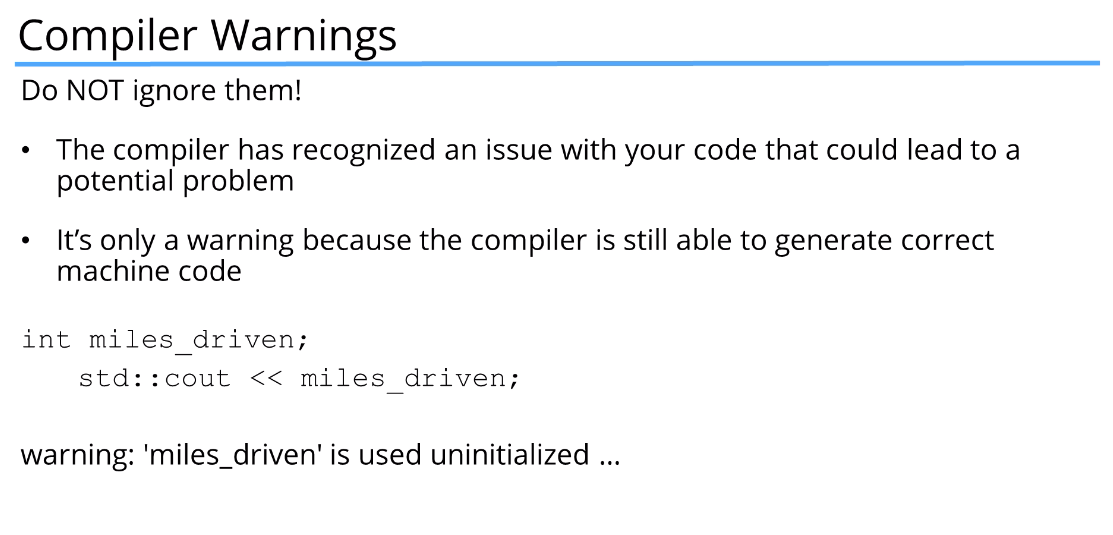 Compiler Warnings
Do NOT ignore them!
• The compiler has recognized an issue with your code that could lead to a
potential problem
• It’s only a warning because the compiler is still able to generate correct
machine code
int miles_driven;
std::cout << miles_driven;
warning: 'miles_driven' is used uninitialized ...